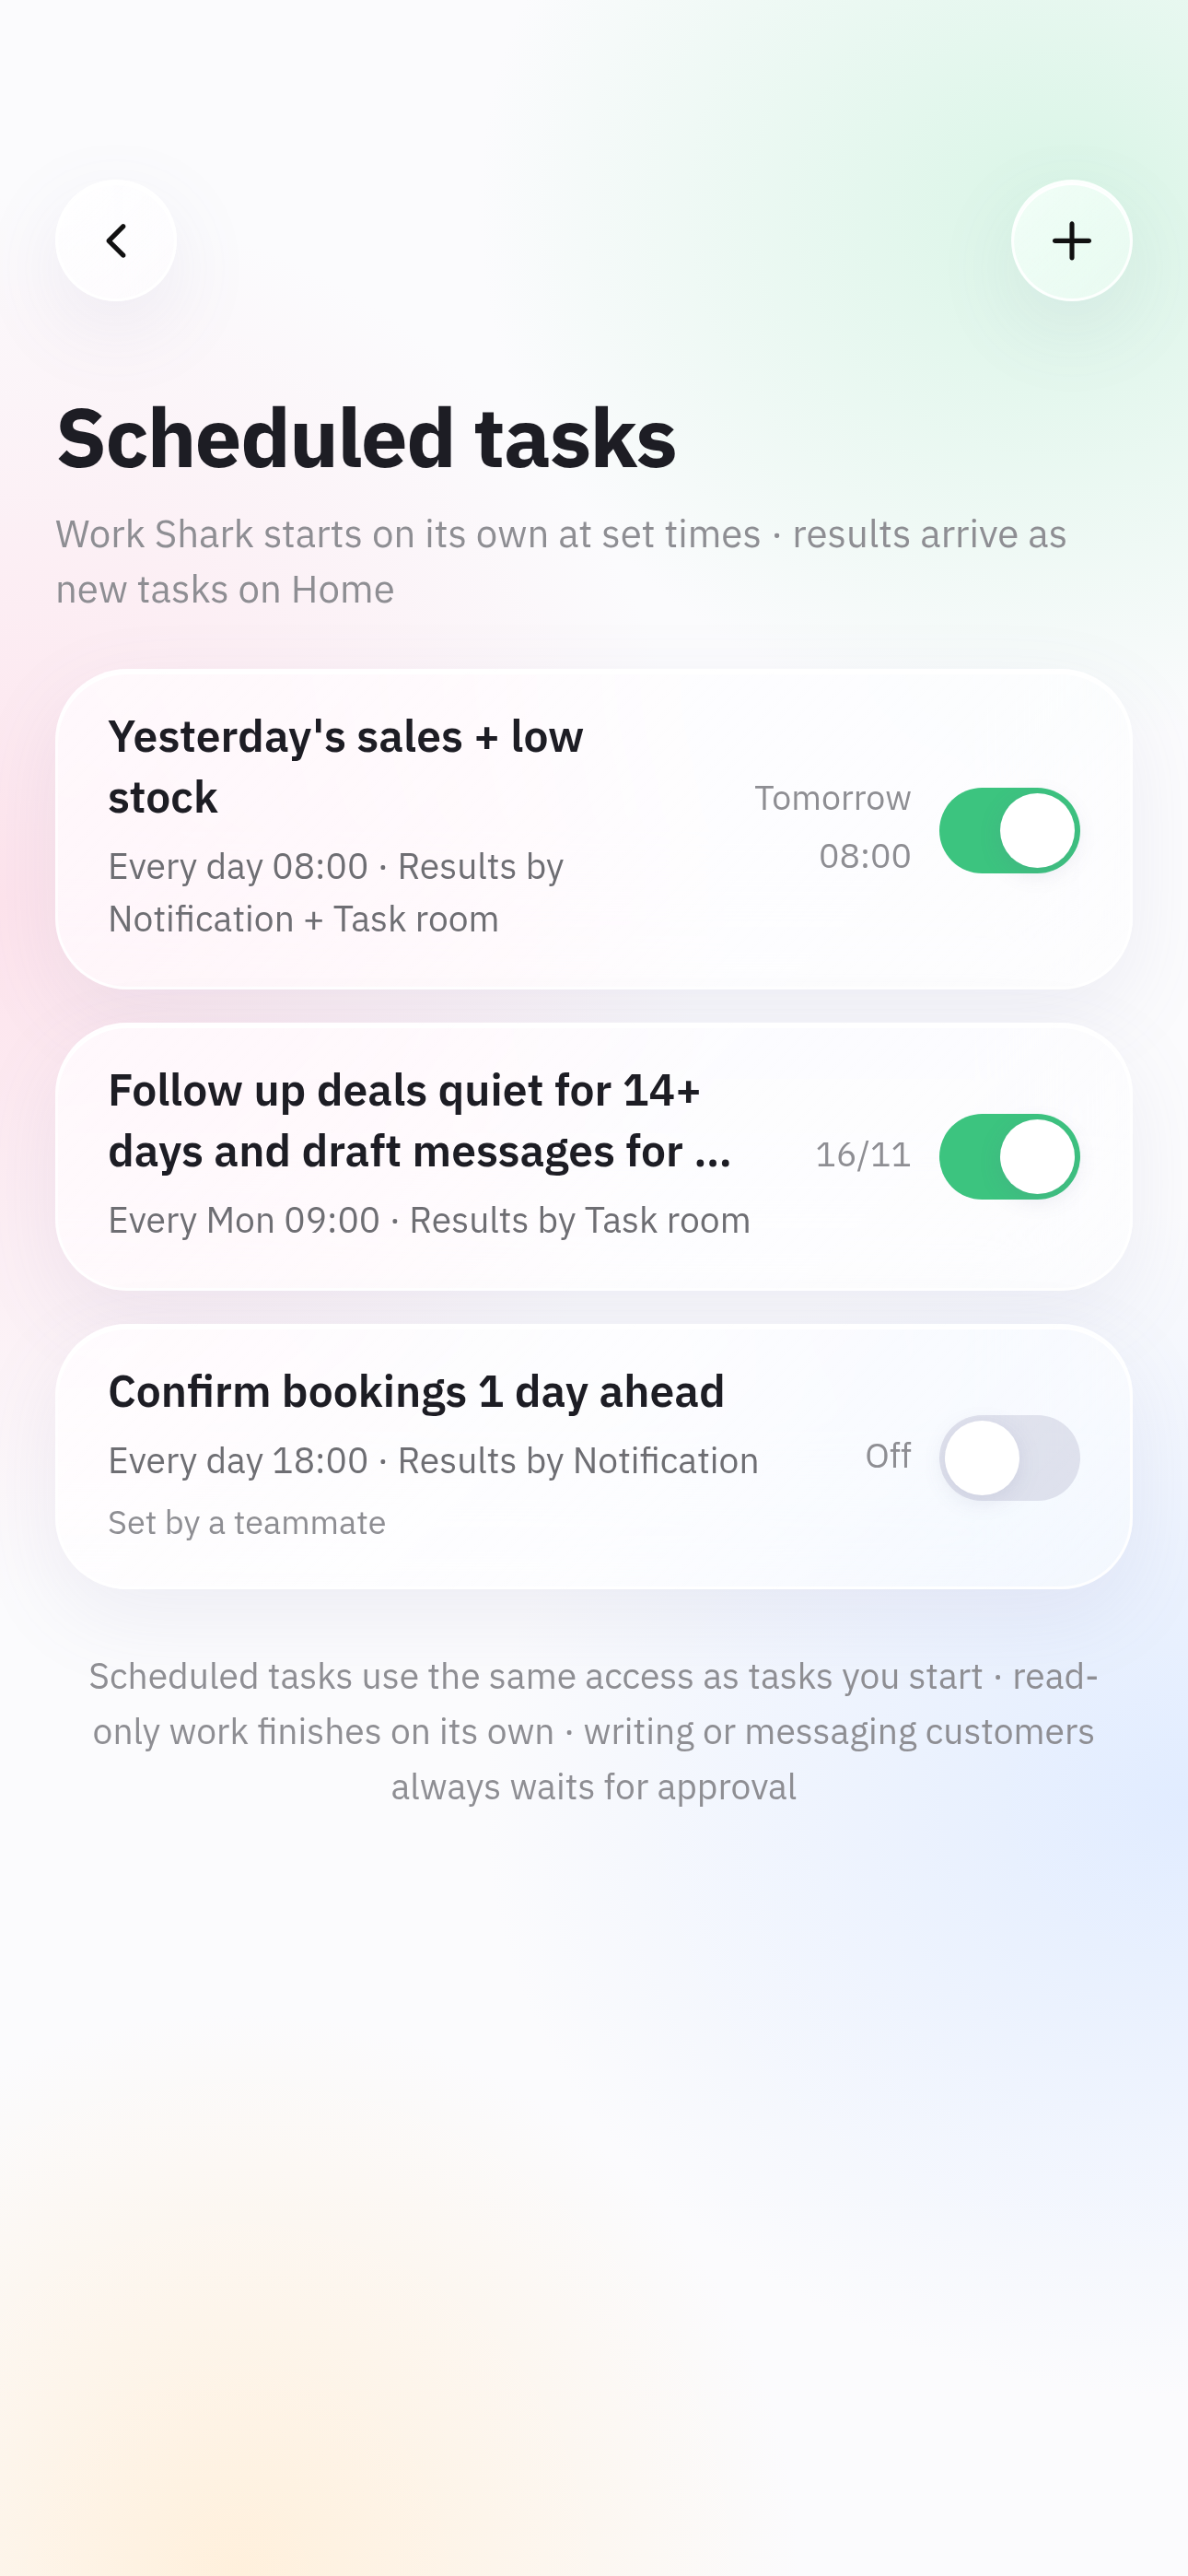 Scheduled tasks
Work Shark starts on its own at set times · results arrive as
new tasks on Home
Yesterday's sales + low
stock
Every day 08:00 · Results by
Notification + Task room
Tomorrow
08:00
Follow up deals quiet for 14+
days and draft messages for ...
Every Mon 09:00 · Results by Task room
16/11
Confirm bookings 1 day ahead
Every day 18:00 · Results by Notification
Set by a teammate
Off
Scheduled tasks use the same access as tasks you start · read-
only work finishes on its own · writing or messaging customers
always waits for approval